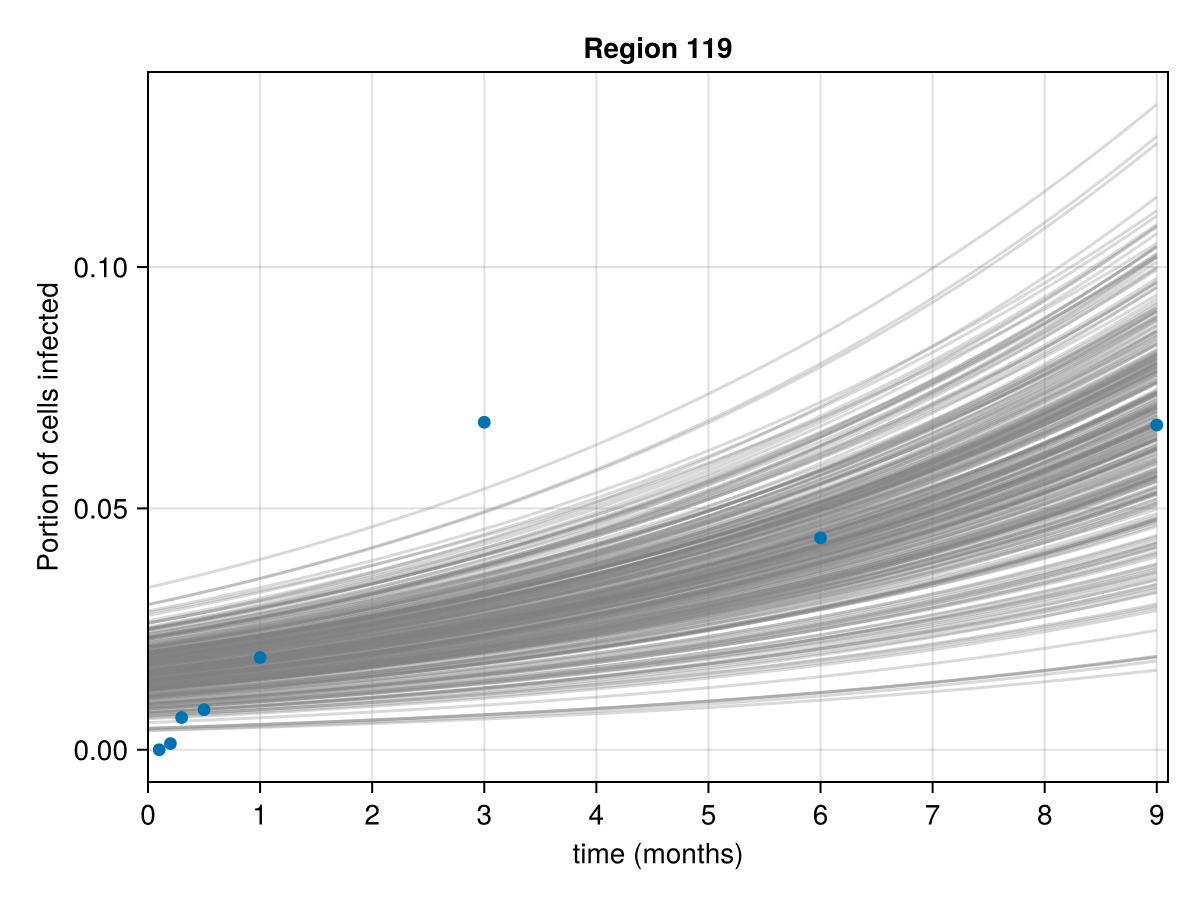 Region 119
Portion of cells infected
0.10
0.05
0.00
0 1 2 3 4 5 6 7 8 9
time (months)